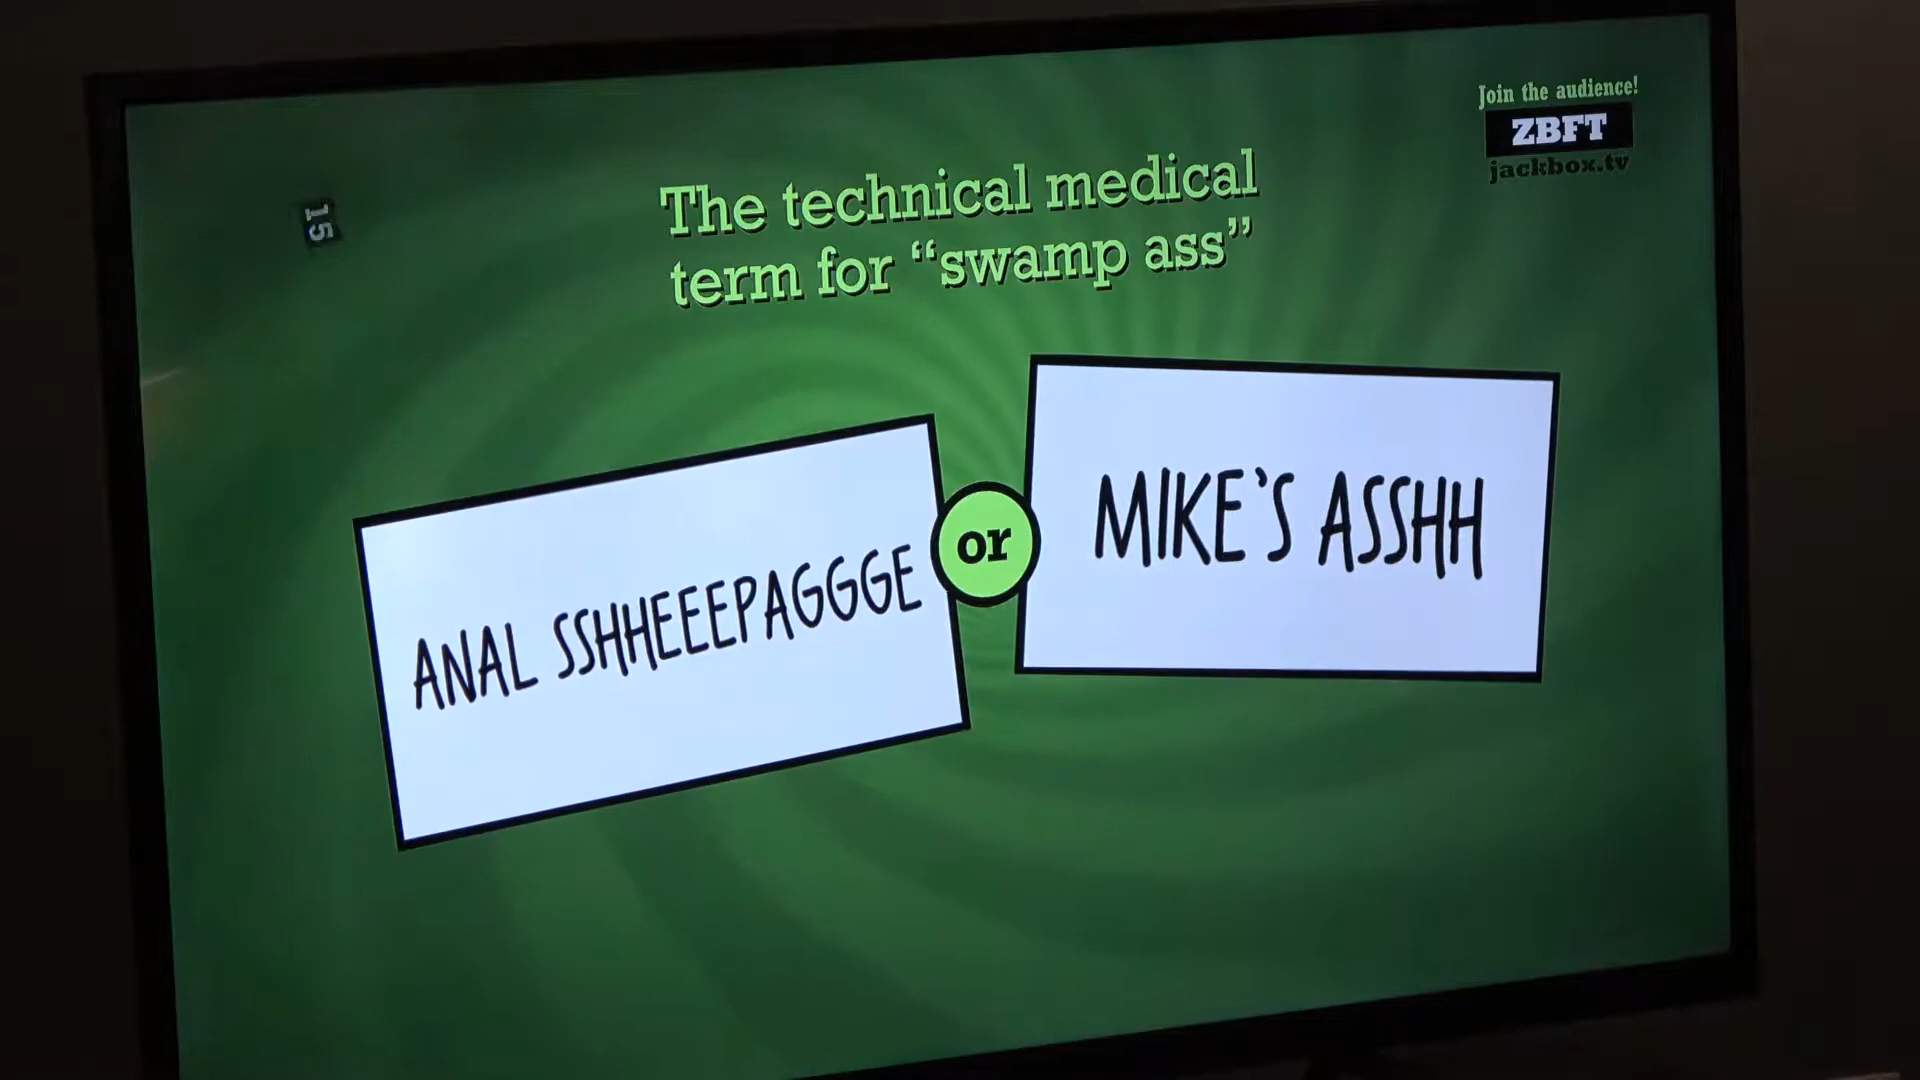 Join the audience!
ZBFT
jackbox.tv
15
The technical medical
term for “swamp ass”
ANAL SSHHEEEPAGGGE
or
MIKE'S ASSHH